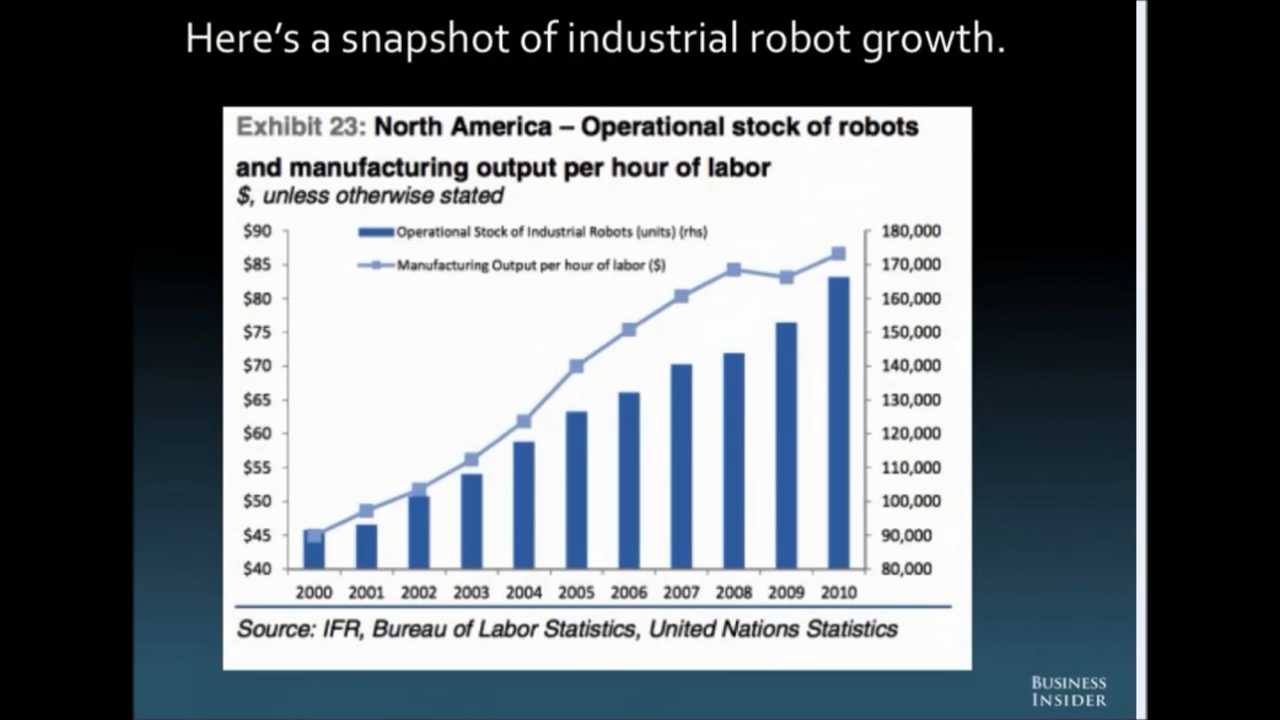 Here's a snapshot of industrial robot growth.
Exhibit 23: North America – Operational stock of robots
and manufacturing output per hour of labor
$, unless otherwise stated
Operational Stock of Industrial Robots (units) (rhs)
Manufacturing Output per hour of labor ($)
$90 180,000
$85 170,000
$80 160,000
$75 150,000
$70 140,000
$65 130,000
$60 120,000
$55 110,000
$50 100,000
$45 90,000
$40 80,000
2000 2001 2002 2003 2004 2005 2006 2007 2008 2009 2010
Source: IFR, Bureau of Labor Statistics, United Nations Statistics
BUSINESS
INSIDER